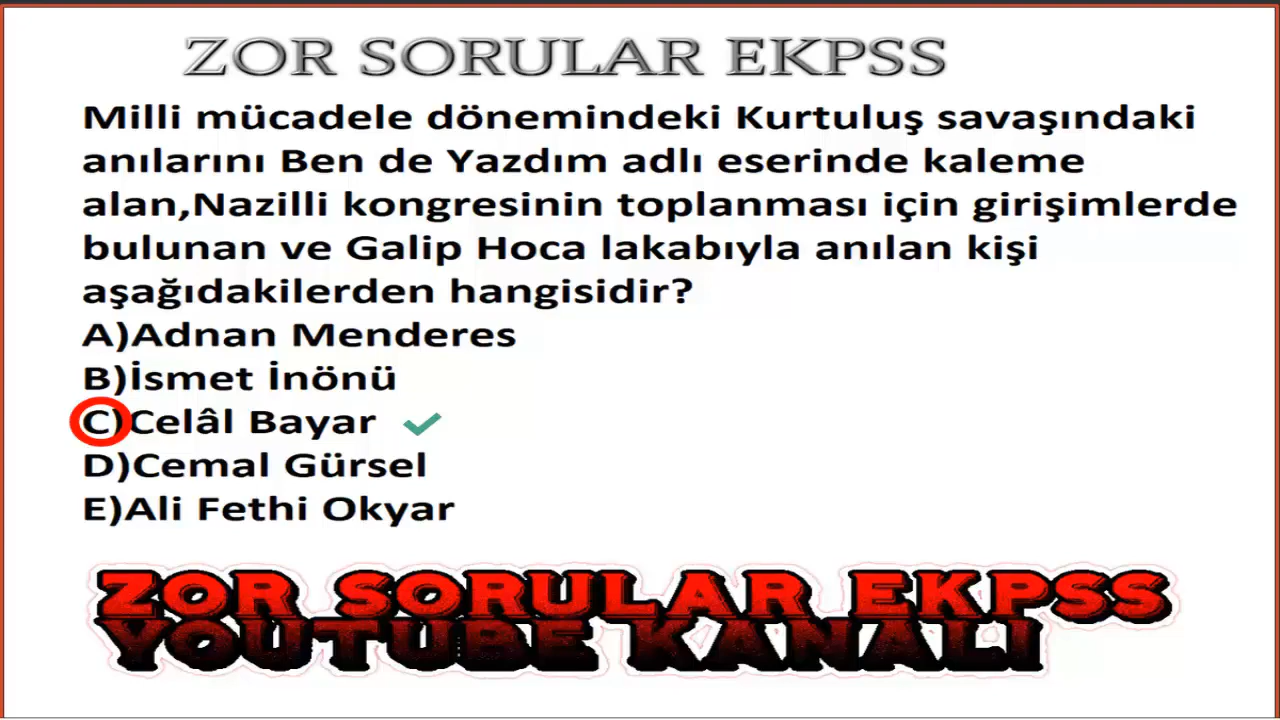 ZOR SORULAR EKPSS
Milli mücadele dönemindeki Kurtuluş savaşındaki
anılarını Ben de Yazdım adlı eserinde kaleme
alan,Nazilli kongresinin toplanması için girişimlerde
bulunan ve Galip Hoca lakabıyla anılan kişi
aşağıdakilerden hangisidir?
A)Adnan Menderes
B)İsmet İnönü
C)Celâl Bayar
D)Cemal Gürsel
E)Ali Fethi Okyar
ZOR SORULAR EKPSS
YOUTUBE KANALI